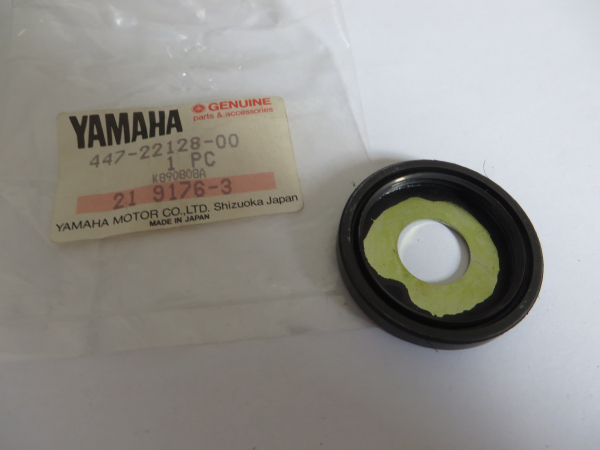 GENUINE
parts & accessories
YAMAHA
447-22128-00
1 PC
K890808A
21 9176-3
YAMAHA MOTOR CO.,LTD. Shizuoka Japan
MADE IN JAPAN